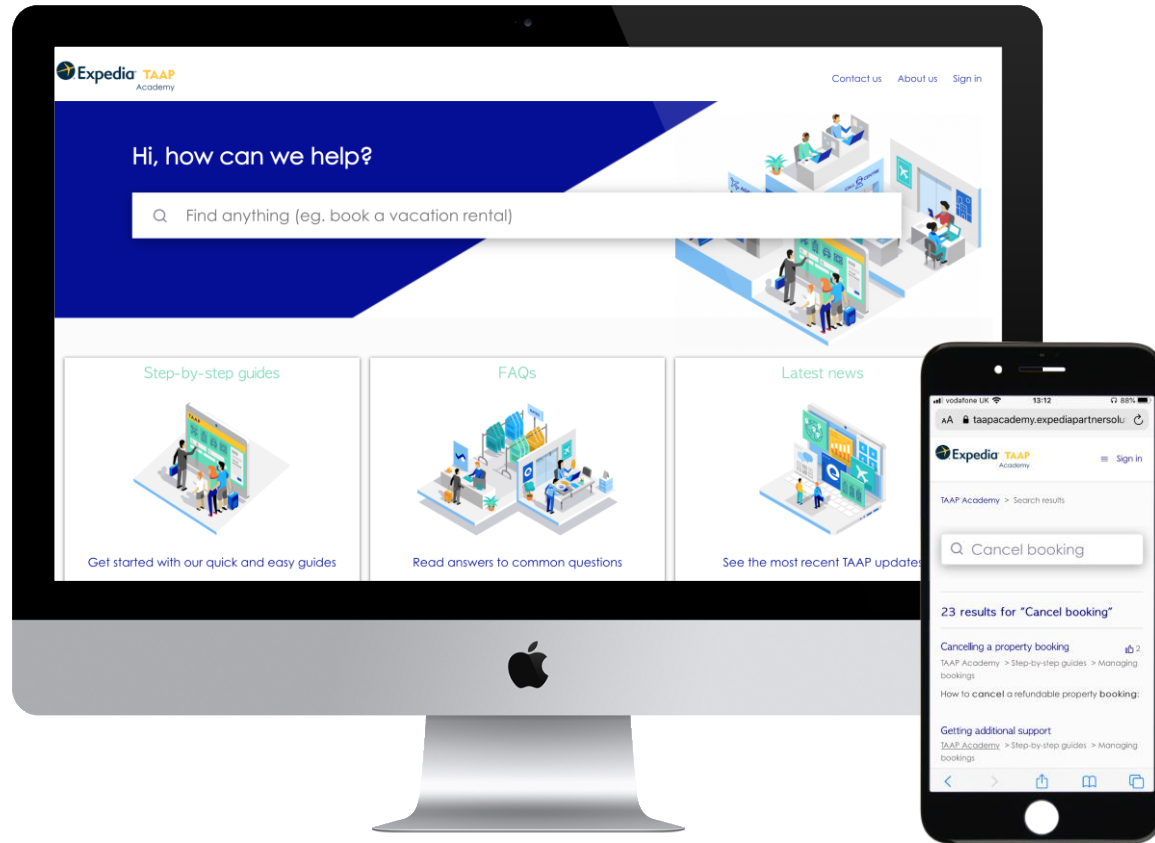 Expedia TAAP
Academy
Contact us About us Sign in
Hi, how can we help?
Find anything (eg. book a vacation rental)
Step-by-step guides
TAAP
Get started with our quick and easy guides
FAQs
Read answers to common questions
Latest news
See the most recent TAAP updates
vodafone UK 13:12 88%
AA taapacademy.expediapartnersolu
Expedia TAAP
Academy
Sign in
TAAP Academy > Search results
Cancel booking
23 results for "Cancel booking"
Cancelling a property booking 2
TAAP Academy > Step-by-step guides > Managing
bookings
How to cancel a refundable property booking:
Getting additional support
TAAP Academy > Step-by-step guides > Managing
bookings